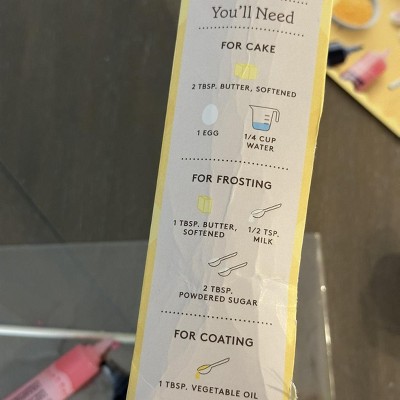 You'll Need
FOR CAKE
2 TBSP. BUTTER, SOFTENED
1 EGG
1/4 CUP
WATER
FOR FROSTING
1 TBSP. BUTTER,
SOFTENED
1/2 TSP.
MILK
2 TBSP.
POWDERED SUGAR
FOR COATING
1 TBSP. VEGETABLE OIL